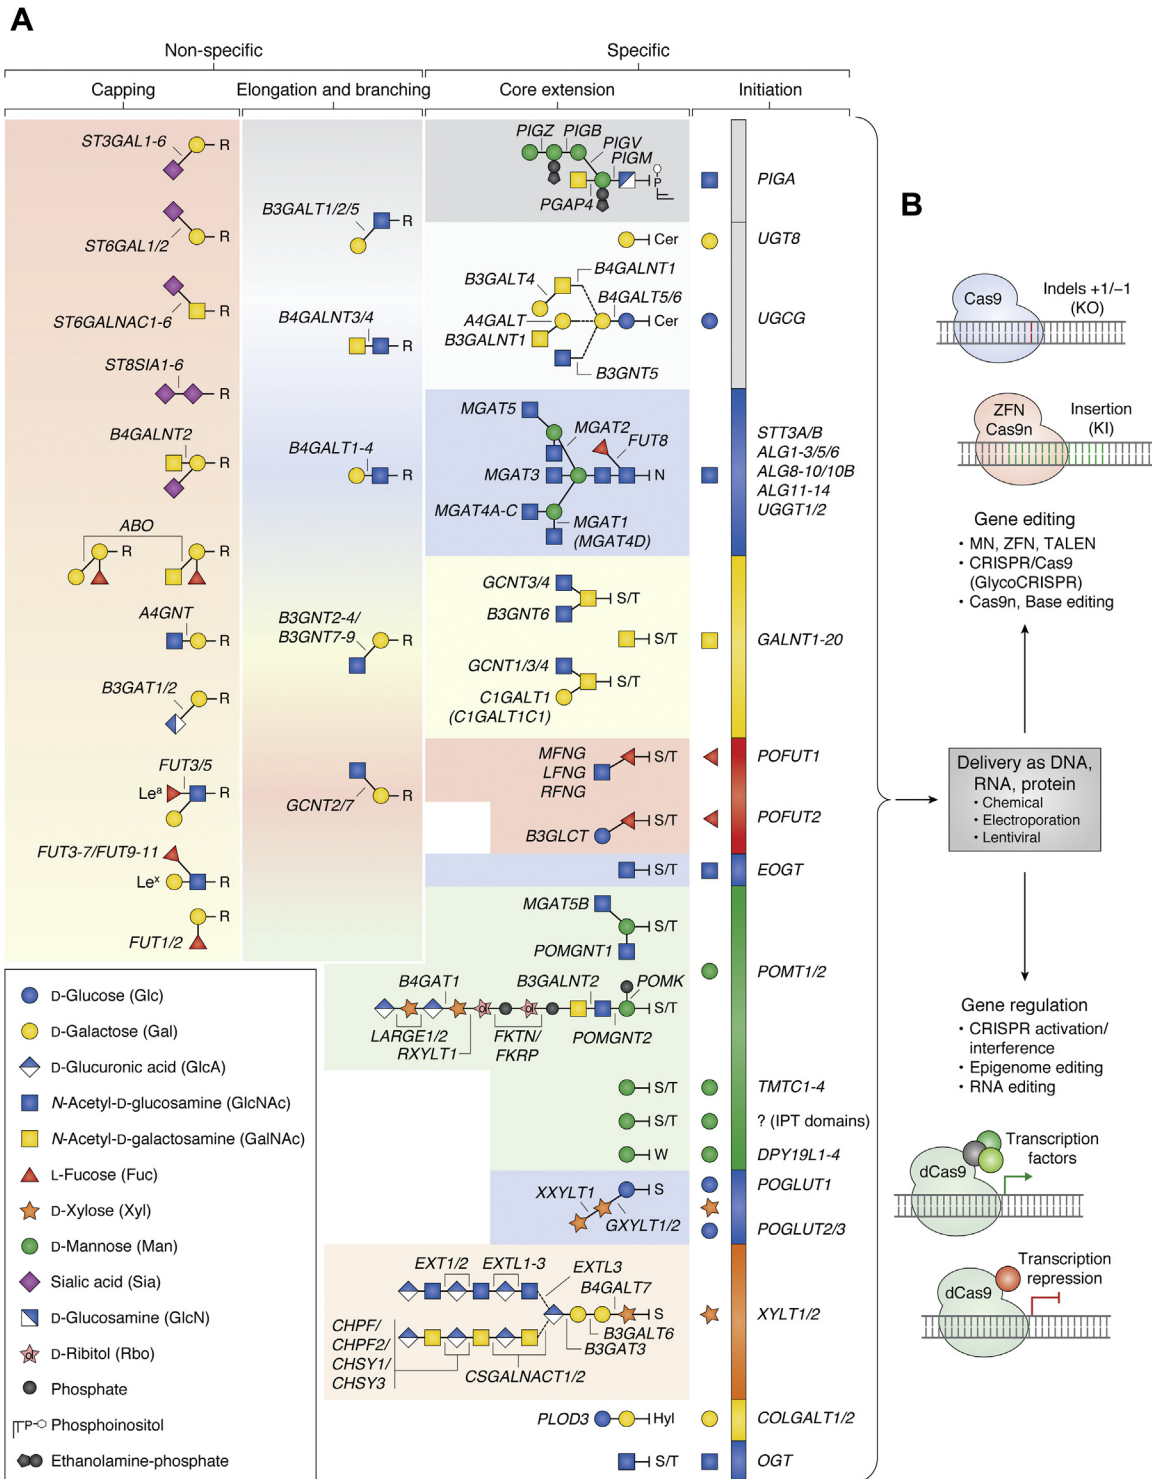 A
Non-specific
Specific
Capping
Elongation and branching
Core extension
Initiation
ST3GAL1-6
R
ST6GAL1/2
R
ST6GALNAC1-6
R
ST8SIA1-6
R
B4GALNT2
R
ABO
R
R
A4GNT
R
B3GAT1/2
R
FUT3/5
Leᵃ
R
FUT3-7/FUT9-11
Leˣ
R
R
FUT1/2
B3GALT1/2/5
R
B4GALNT3/4
R
B4GALT1-4
R
B3GNT2-4/
B3GNT7-9
R
GCNT2/7
R
PIGZ
PIGB
PIGV
PIGM
PGAP4
P
PIGA
Cer
UGT8
B3GALT4
B4GALNT1
B4GALT5/6
A4GALT
B3GALNT1
Cer
B3GNT5
UGCG
MGAT5
MGAT2
FUT8
MGAT3
N
MGAT4A-C
MGAT1
(MGAT4D)
STT3A/B
ALG1-3/5/6
ALG8-10/10B
ALG11-14
UGGT1/2
GCNT3/4
B3GNT6
S/T
S/T
GCNT1/3/4
S/T
C1GALT1
(C1GALT1C1)
GALNT1-20
MFNG
LFNG
RFNG
S/T
POFUT1
B3GLCT
S/T
POFUT2
S/T
EOGT
MGAT5B
S/T
POMGNT1
POMT1/2
B4GAT1
B3GALNT2
POMK
S/T
LARGE1/2
RXYLT1
FKTN/
FKRP
POMGNT2
S/T
TMTC1-4
S/T
? (IPT domains)
W
DPY19L1-4
XXYLT1
S
GXYLT1/2
POGLUT1
POGLUT2/3
EXT1/2
EXTL1-3
EXTL3
B4GALT7
S
B3GALT6
B3GAT3
CHPF/
CHPF2/
CHSY1/
CHSY3
CSGALNACT1/2
XYLT1/2
PLOD3
Hyl
COLGALT1/2
S/T
OGT
D-Glucose (Glc)
D-Galactose (Gal)
D-Glucuronic acid (GlcA)
N-Acetyl-D-glucosamine (GlcNAc)
N-Acetyl-D-galactosamine (GalNAc)
L-Fucose (Fuc)
D-Xylose (Xyl)
D-Mannose (Man)
Sialic acid (Sia)
D-Glucosamine (GlcN)
D-Ribitol (Rbo)
Phosphate
P
Phosphoinositol
Ethanolamine-phosphate
B
Cas9
Indels +1/−1
(KO)
ZFN
Cas9n
Insertion
(KI)
Gene editing
• MN, ZFN, TALEN
• CRISPR/Cas9
(GlycoCRISPR)
• Cas9n, Base editing
Delivery as DNA,
RNA, protein
• Chemical
• Electroporation
• Lentiviral
Gene regulation
• CRISPR activation/
interference
• Epigenome editing
• RNA editing
dCas9
Transcription
factors
dCas9
Transcription
repression